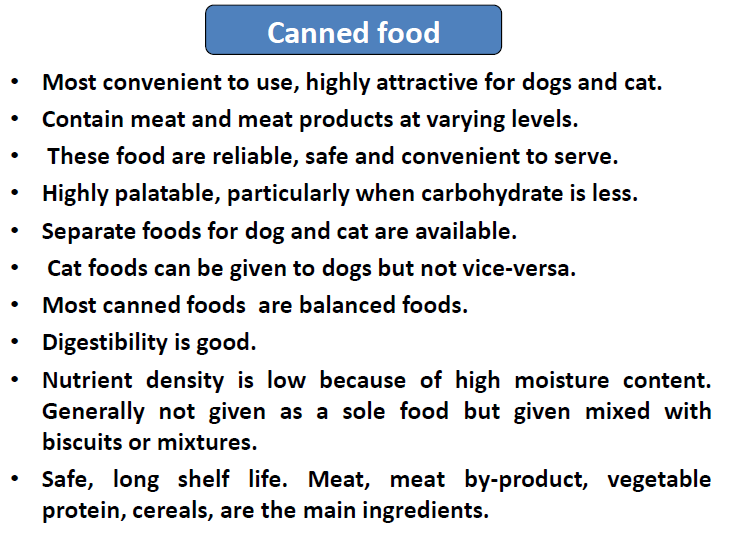 Canned food
• Most convenient to use, highly attractive for dogs and cat.
• Contain meat and meat products at varying levels.
• These food are reliable, safe and convenient to serve.
• Highly palatable, particularly when carbohydrate is less.
• Separate foods for dog and cat are available.
• Cat foods can be given to dogs but not vice-versa.
• Most canned foods are balanced foods.
• Digestibility is good.
• Nutrient density is low because of high moisture content.
Generally not given as a sole food but given mixed with
biscuits or mixtures.
• Safe, long shelf life. Meat, meat by-product, vegetable
protein, cereals, are the main ingredients.